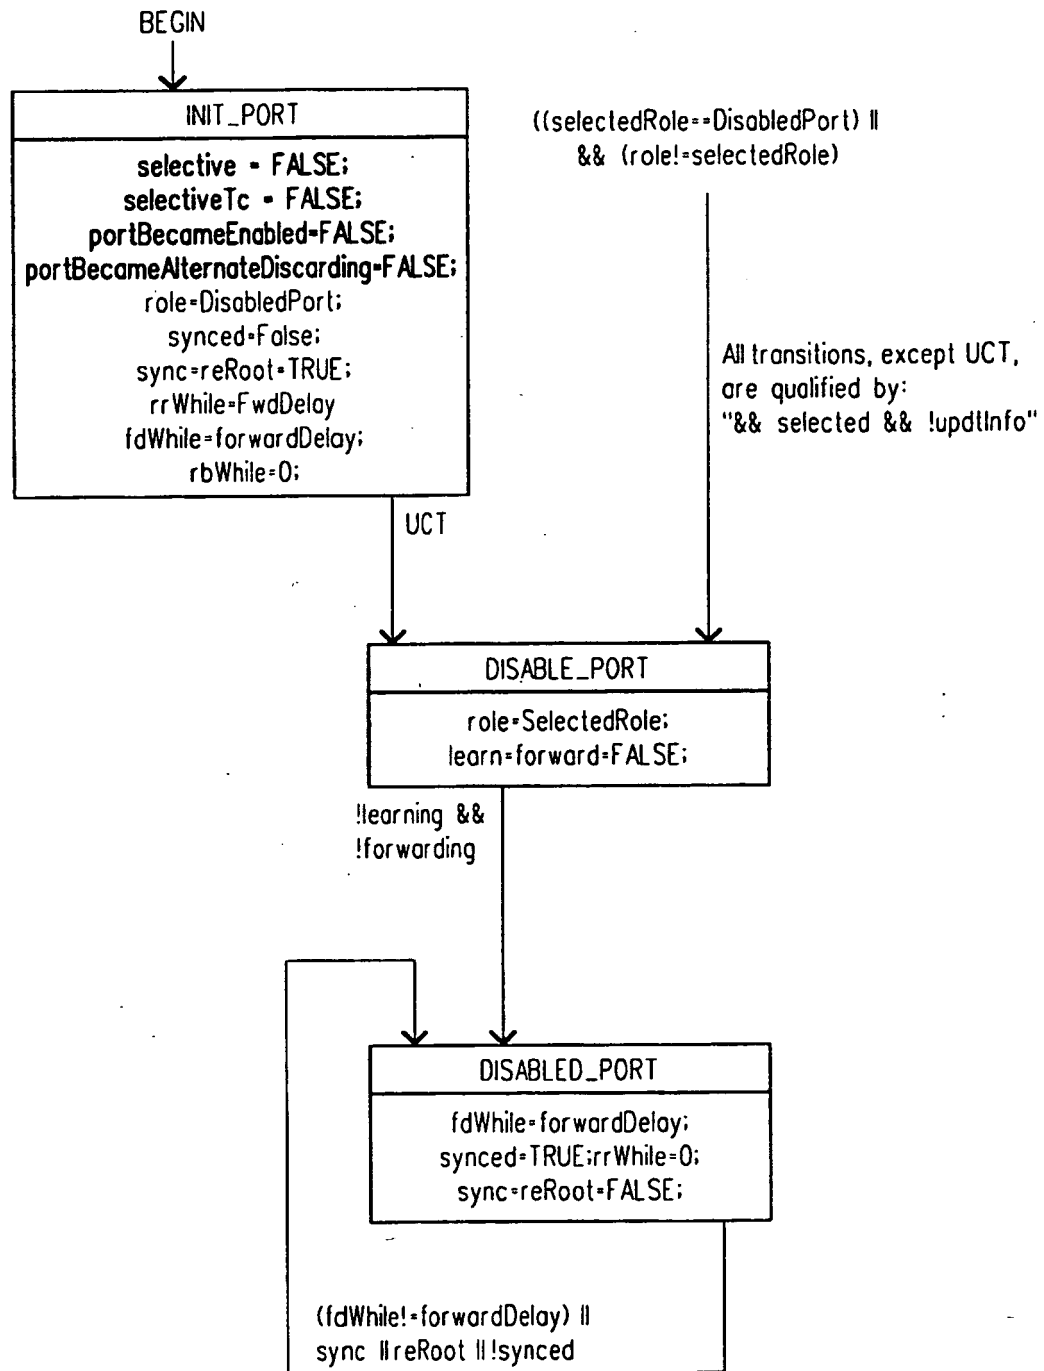 BEGIN
INIT_PORT
selective = FALSE;
selectiveTc = FALSE;
portBecameEnabled=FALSE;
portBecameAlternateDiscarding=FALSE;
role=DisabledPort;
synced=False;
sync=reRoot=TRUE;
rrWhile=FwdDelay
fdWhile=forwardDelay;
rbWhile=0;
((selectedRole==DisabledPort) ||
&& (role!=selectedRole)
All transitions, except UCT,
are qualified by:
"&& selected && !updtInfo"
UCT
DISABLE_PORT
role=SelectedRole;
learn=forward=FALSE;
!learning &&
!forwarding
DISABLED_PORT
fdWhile=forwardDelay;
synced=TRUE;rrWhile=0;
sync=reRoot=FALSE;
(fdWhile!=forwardDelay) ||
sync ||reRoot ||!synced